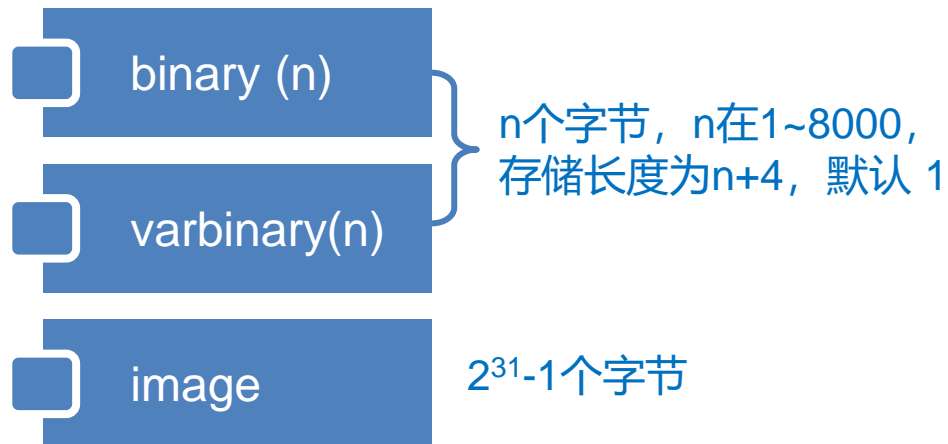 binary (n)
varbinary(n)
n个字节，n在1~8000，
存储长度为n+4，默认 1
image
2³¹-1个字节